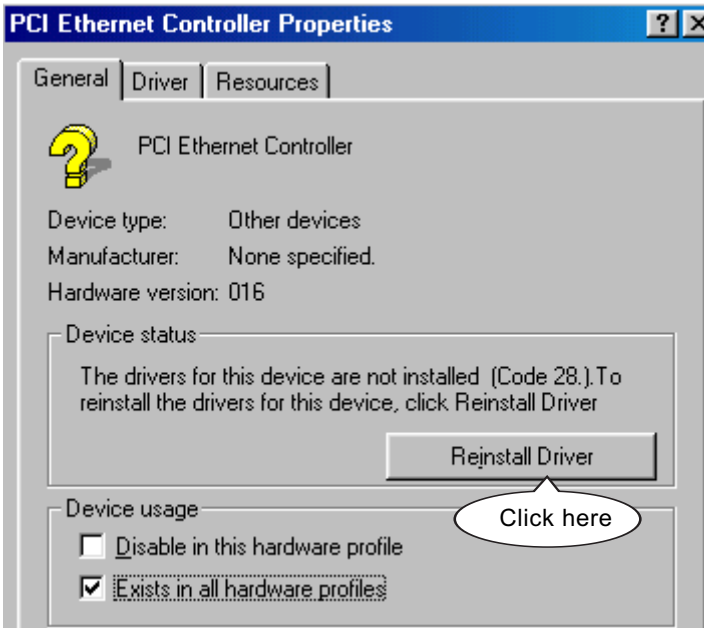 PCI Ethernet Controller Properties
General Driver Resources
PCI Ethernet Controller
Device type: Other devices
Manufacturer: None specified.
Hardware version: 016
Device status
The drivers for this device are not installed (Code 28.).To
reinstall the drivers for this device, click Reinstall Driver
Reinstall Driver
Click here
Device usage
Disable in this hardware profile
Exists in all hardware profiles